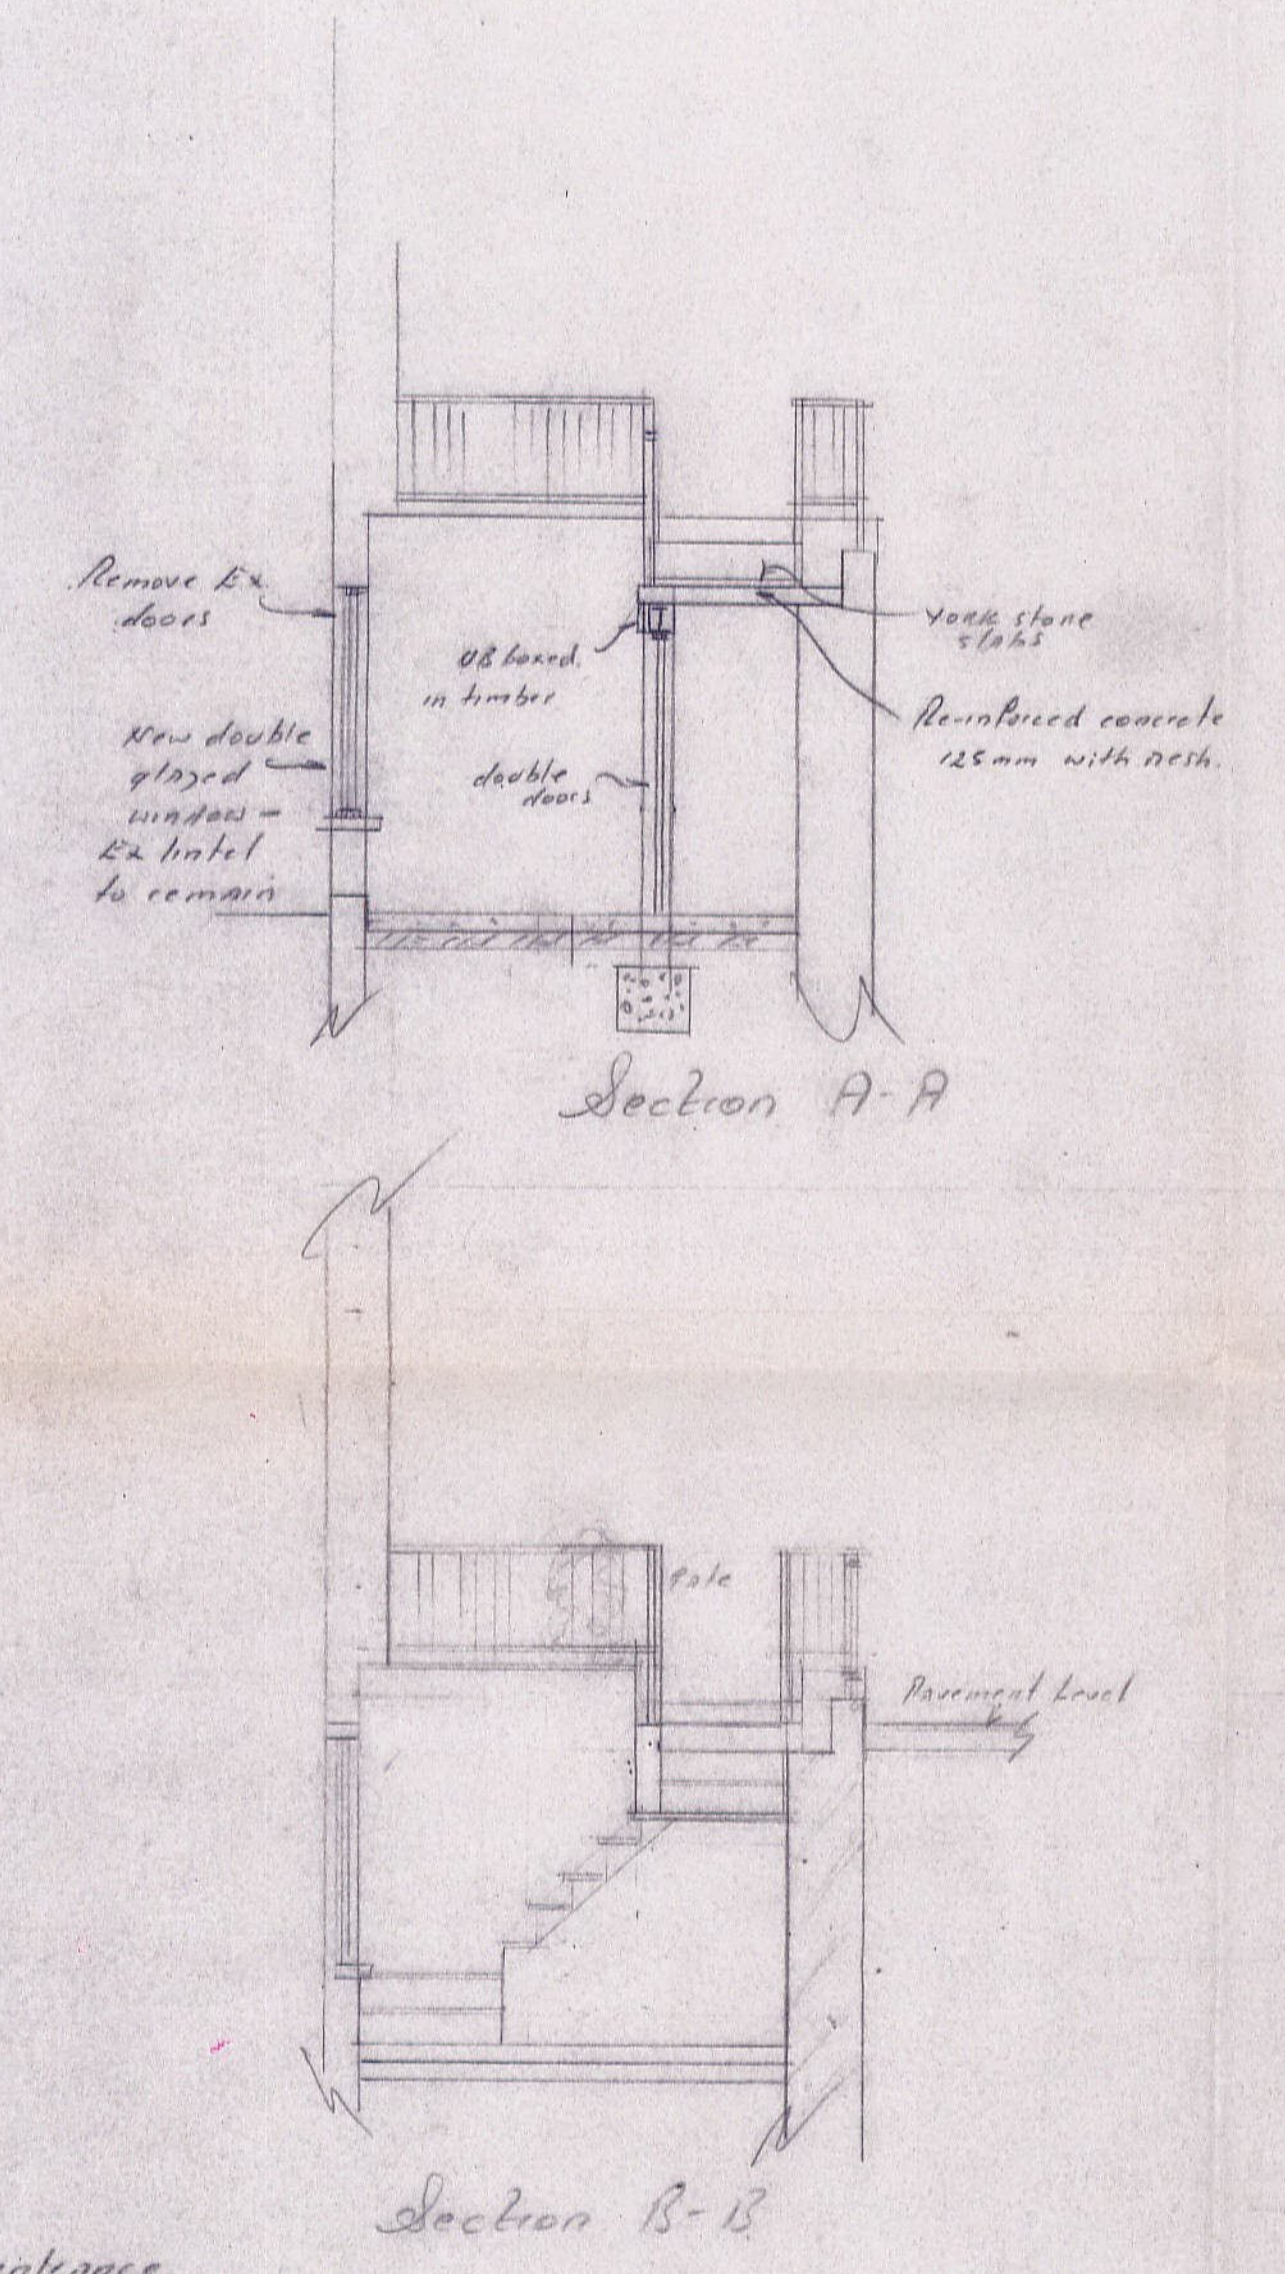 Remove Ex.
doors
New double
glazed
window -
Ex lintel
to remain
UB boxed.
in timber
double
doors
York stone
slabs
Re-inforced concrete
125mm with mesh.
Section A-A
gate
Pavement Level
Section B-B
entrance